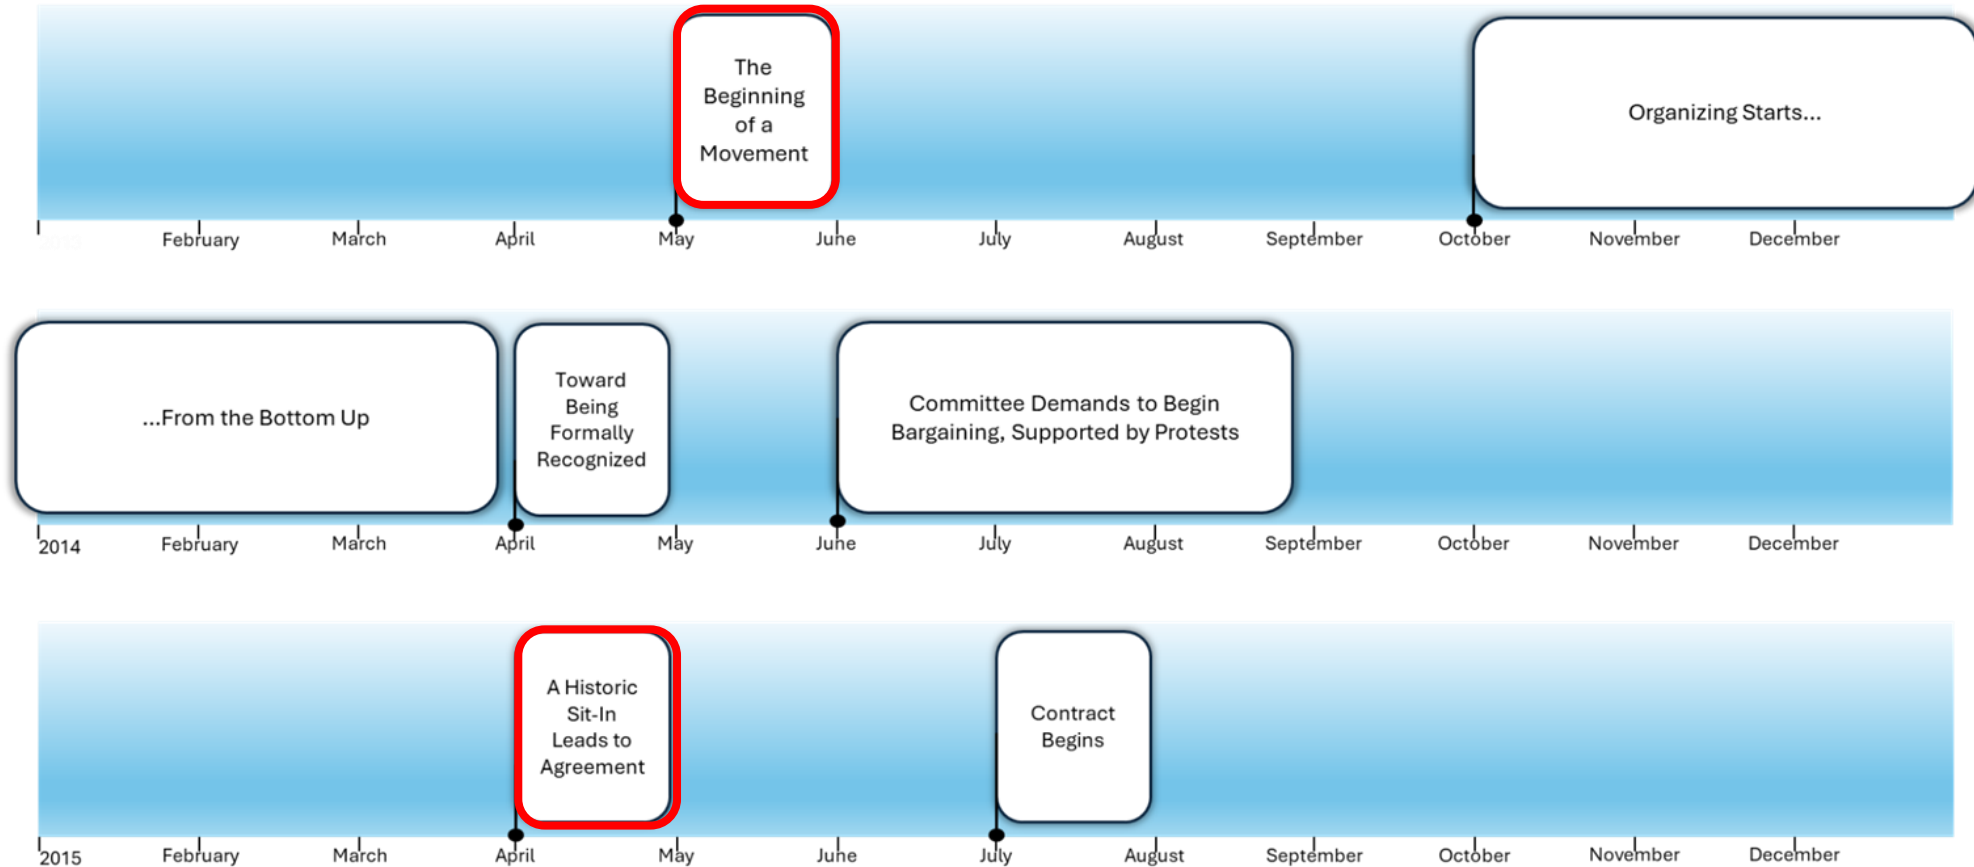 The
Beginning
of a
Movement
Organizing Starts...
February
March
April
May
June
July
August
September
October
November
December
...From the Bottom Up
Toward
Being
Formally
Recognized
Committee Demands to Begin
Bargaining, Supported by Protests
2014
February
March
April
May
June
July
August
September
October
November
December
A Historic
Sit-In
Leads to
Agreement
Contract
Begins
2015
February
March
April
May
June
July
August
September
October
November
December